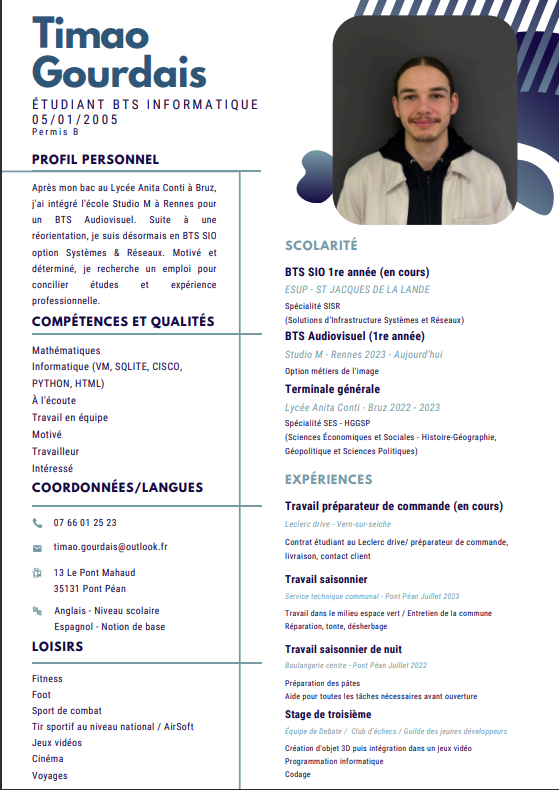 Timao
Gourdais
ÉTUDIANT BTS INFORMATIQUE
05/01/2005
Permis B
PROFIL PERSONNEL
Après mon bac au Lycée Anita Conti à Bruz,
j'ai intégré l'école Studio M à Rennes pour
un BTS Audiovisuel. Suite à une
réorientation, je suis désormais en BTS SIO
option Systèmes & Réseaux. Motivé et
déterminé, je recherche un emploi pour
concilier études et expérience
professionnelle.
COMPÉTENCES ET QUALITÉS
Mathématiques
Informatique (VM, SQLITE, CISCO,
PYTHON, HTML)
À l'écoute
Travail en équipe
Motivé
Travailleur
Intéressé
COORDONNÉES/LANGUES
07 66 01 25 23
timao.gourdais@outlook.fr
13 Le Pont Mahaud
35131 Pont Péan
Anglais - Niveau scolaire
Espagnol - Notion de base
LOISIRS
Fitness
Foot
Sport de combat
Tir sportif au niveau national / AirSoft
Jeux vidéos
Cinéma
Voyages
SCOLARITÉ
BTS SIO 1re année (en cours)
ESUP - ST JACQUES DE LA LANDE
Spécialité SISR
(Solutions d'Infrastructure Systèmes et Réseaux)
BTS Audiovisuel (1re année)
Studio M - Rennes 2023 - Aujourd'hui
Option métiers de l'image
Terminale générale
Lycée Anita Conti - Bruz 2022 - 2023
Spécialité SES - HGGSP
(Sciences Économiques et Sociales - Histoire-Géographie,
Géopolitique et Sciences Politiques)
EXPÉRIENCES
Travail préparateur de commande (en cours)
Leclerc drive - Vern-sur-seiche
Contrat étudiant au Leclerc drive/ préparateur de commande,
livraison, contact client
Travail saisonnier
Service technique communal - Pont Péan Juillet 2023
Travail dans le milieu espace vert / Entretien de la commune
Réparation, tonte, désherbage
Travail saisonnier de nuit
Boulangerie centre - Pont Péan Juillet 2022
Préparation des pâtes
Aide pour toutes les tâches nécessaires avant ouverture
Stage de troisième
Équipe de Debate / Club d'échecs / Guilde des jeunes développeurs
Création d'objet 3D puis intégration dans un jeux vidéo
Programmation informatique
Codage